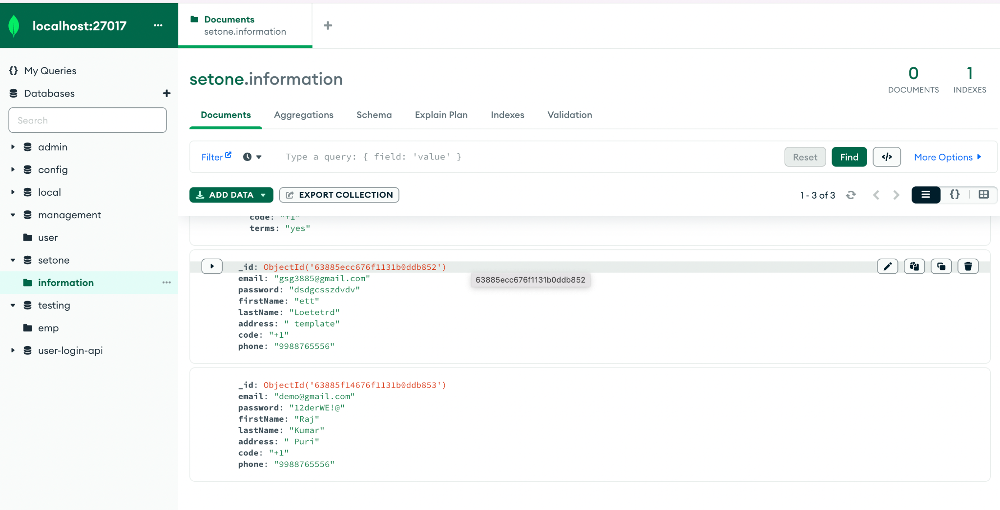 localhost:27017 ...
Documents
setone.information
My Queries
Databases
Search
admin
config
local
management
user
setone
information
testing
emp
user-login-api
setone.information
0
DOCUMENTS
1
INDEXES
Documents Aggregations Schema Explain Plan Indexes Validation
Filter Type a query: { field: 'value' } Reset Find </> More Options
ADD DATA EXPORT COLLECTION 1 - 3 of 3 {}
code: "+1"
terms: "yes"
_id: ObjectId('63885ecc676f1131b0ddb852')
email: "gsg3885@gmail.com"
63885ecc676f1131b0ddb852
password: "dsdgcsszdvdv"
firstName: "ett"
lastName: "Loetetrd"
address: " template"
code: "+1"
phone: "9988765556"
_id: ObjectId('63885f14676f1131b0ddb853')
email: "demo@gmail.com"
password: "12derWE!@"
firstName: "Raj"
lastName: "Kumar"
address: " Puri"
code: "+1"
phone: "9988765556"